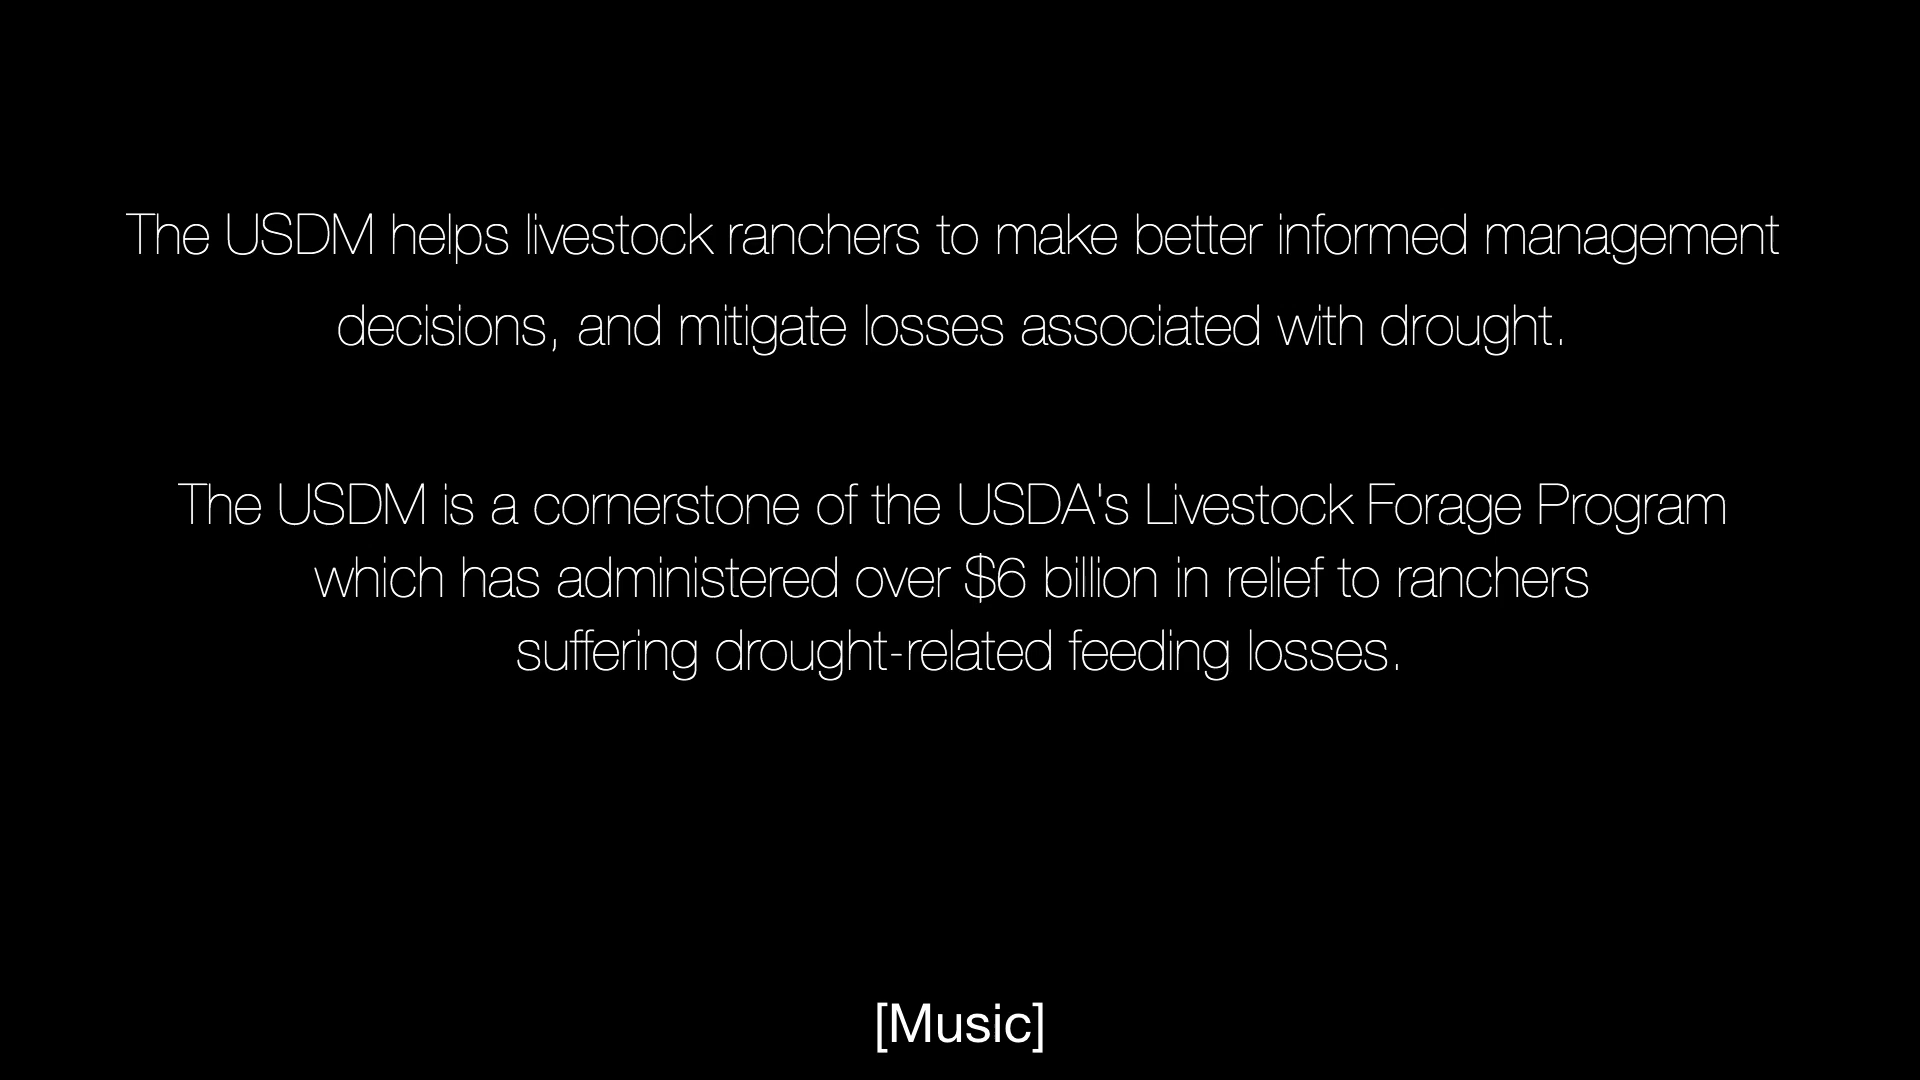 The USDM helps livestock ranchers to make better informed management
decisions, and mitigate losses associated with drought.
The USDM is a cornerstone of the USDA's Livestock Forage Program
which has administered over $6 billion in relief to ranchers
suffering drought-related feeding losses.
[Music]